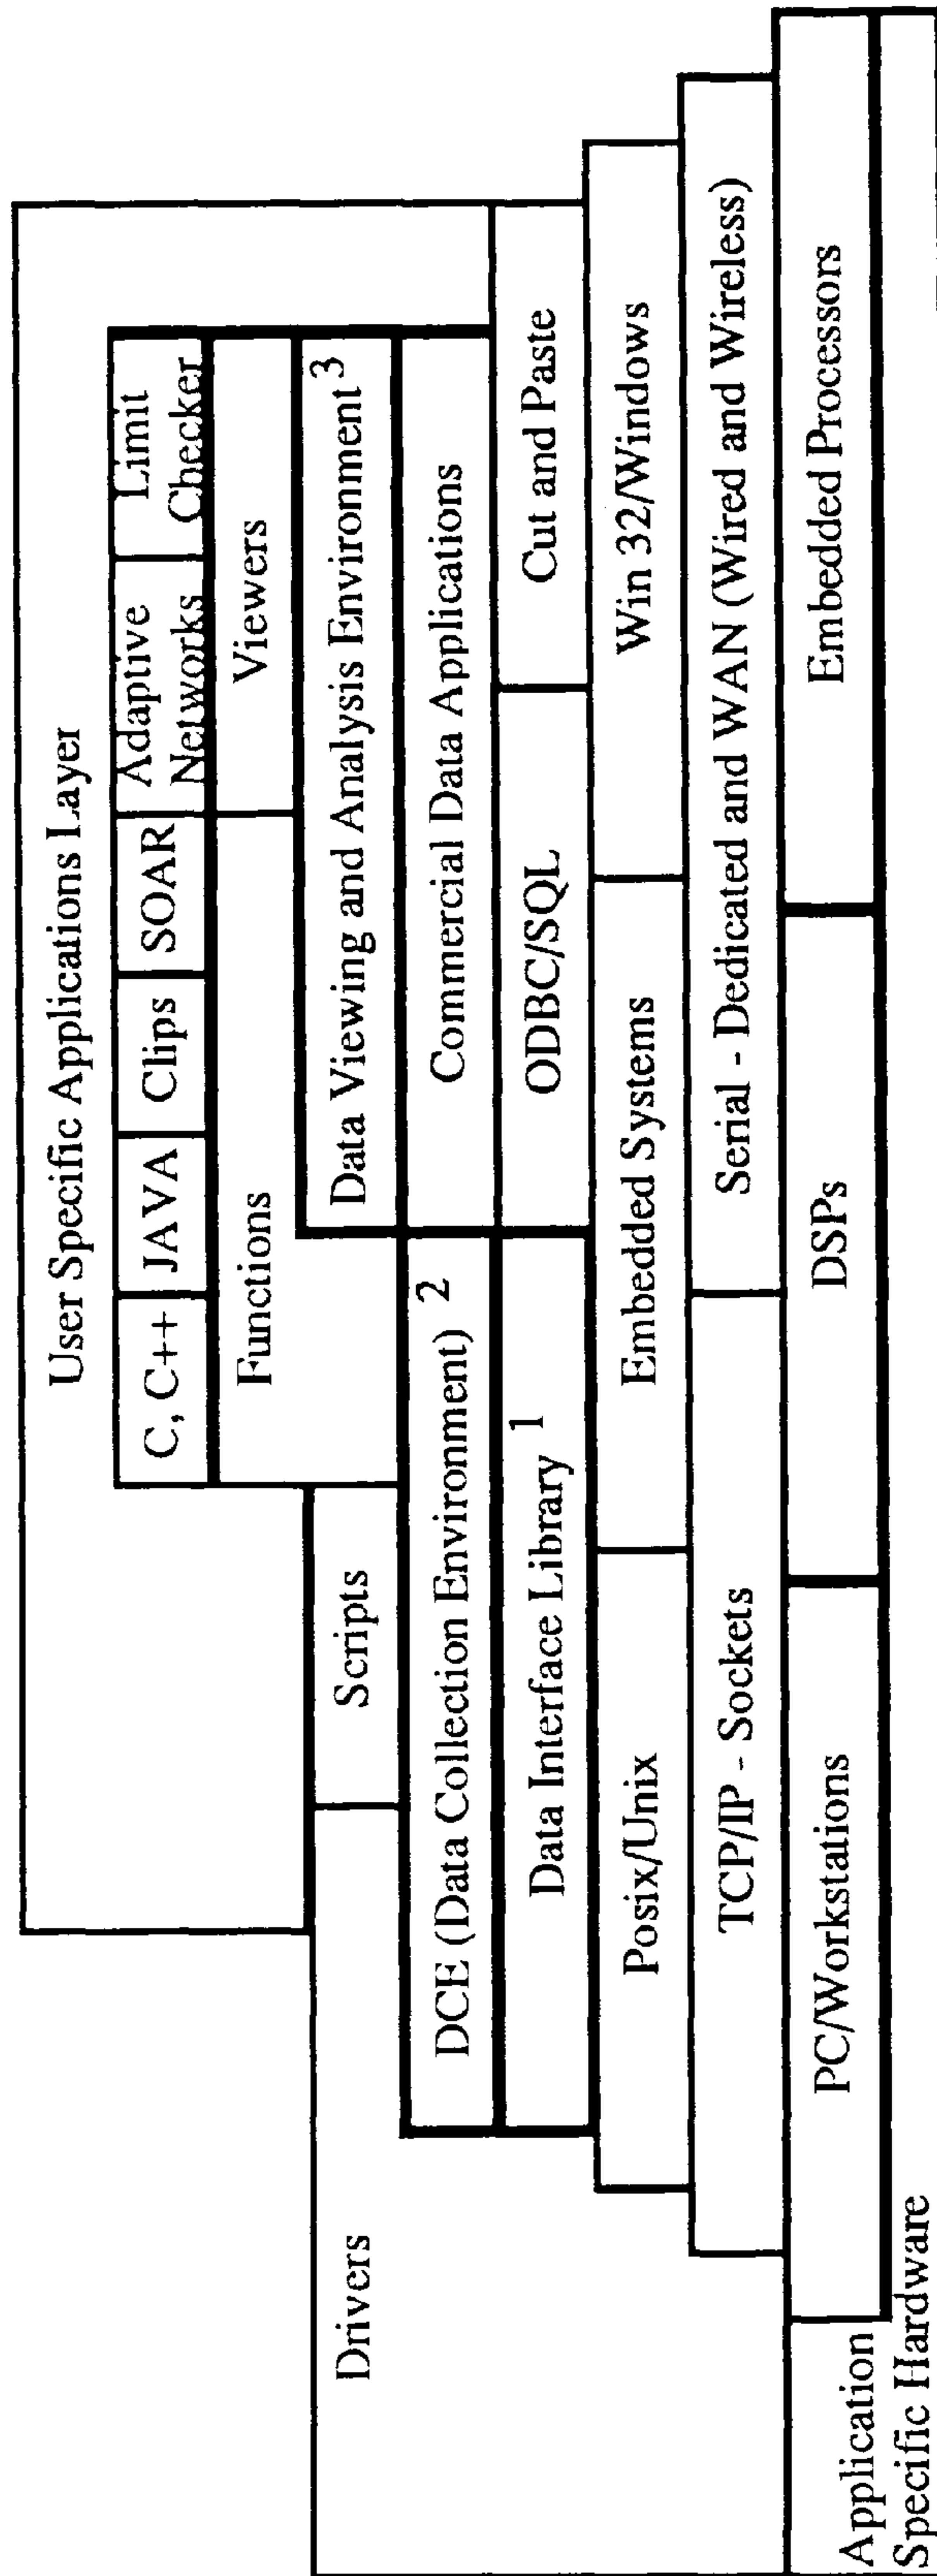 User Specific Applications Layer
C, C++ JAVA Clips SOAR Adaptive Networks Limit Checker
Functions Viewers
Drivers Scripts Data Viewing and Analysis Environment 3
DCE (Data Collection Environment) 2 Commercial Data Applications
Data Interface Library 1 ODBC/SQL Cut and Paste
Posix/Unix Embedded Systems Win 32/Windows
TCP/IP - Sockets Serial - Dedicated and WAN (Wired and Wireless)
Application Specific Hardware PC/Workstations DSPs Embedded Processors